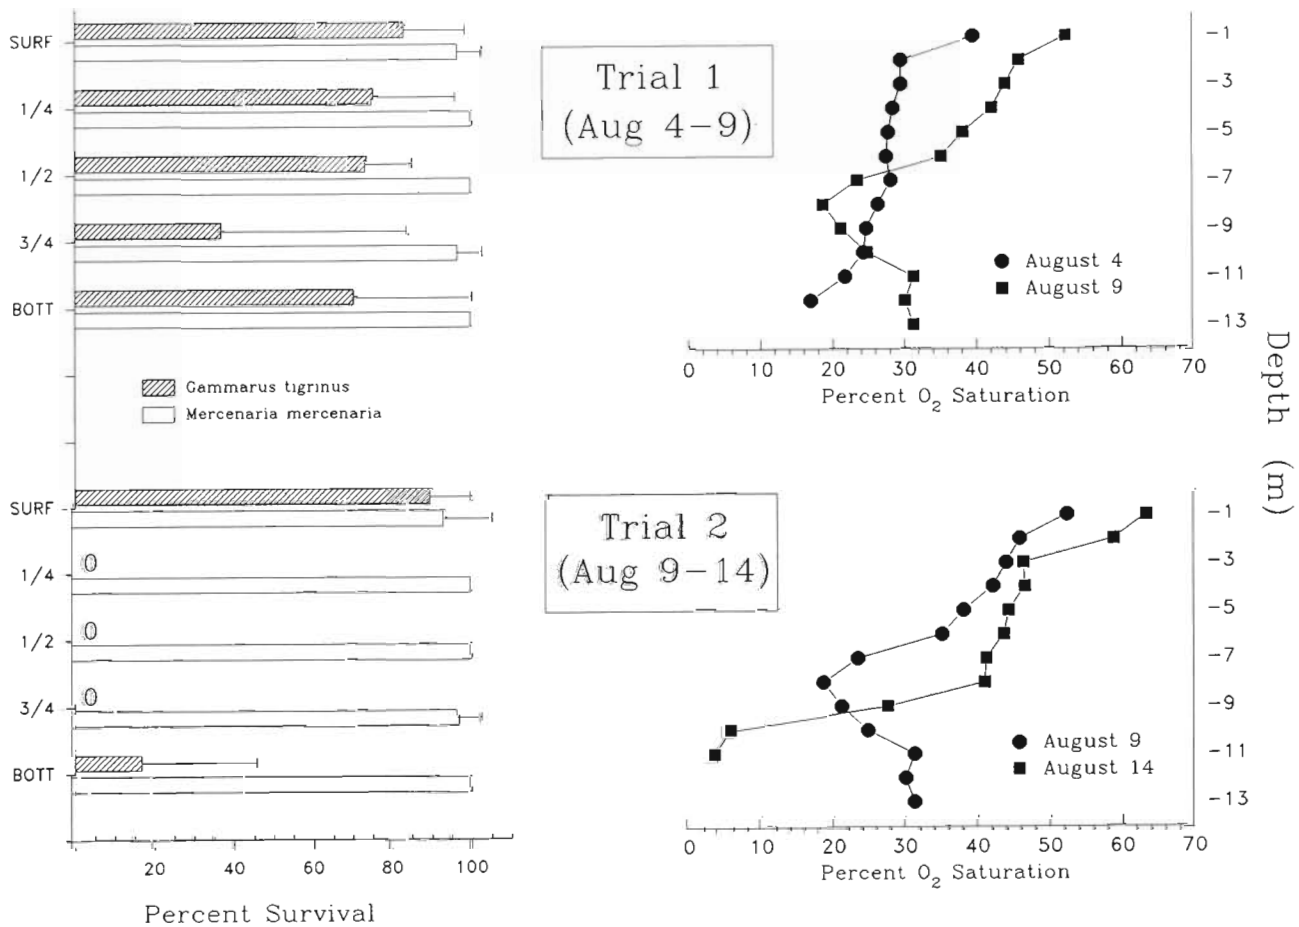 SURF
1/4
1/2
3/4
BOTT
Gammarus tigrinus
Mercenaria mercenaria
Trial 1
(Aug 4-9)
-1
-3
-5
-7
-9
-11
-13
August 4
August 9
0 10 20 30 40 50 60 70
Percent O2 Saturation
Depth (m)
SURF
1/4 0
1/2 0
3/4 0
BOTT
20 40 60 80 100
Percent Survival
Trial 2
(Aug 9-14)
-1
-3
-5
-7
-9
-11
-13
August 9
August 14
0 10 20 30 40 50 60 70
Percent O2 Saturation